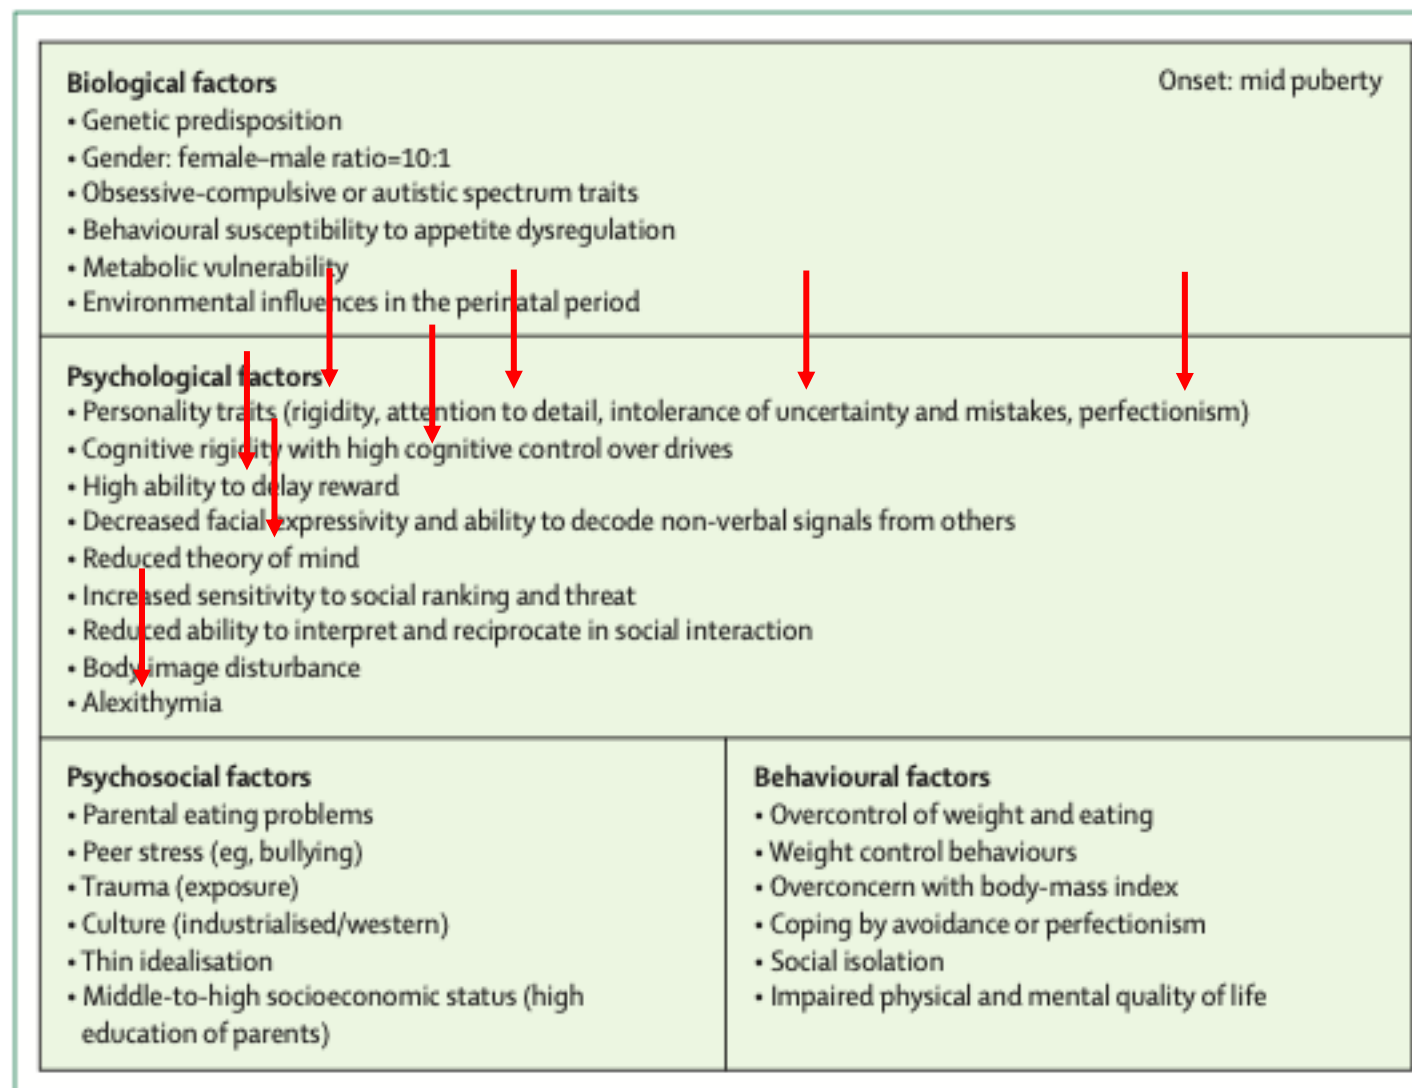 Biological factors
Onset: mid puberty
• Genetic predisposition
• Gender: female–male ratio=10:1
• Obsessive-compulsive or autistic spectrum traits
• Behavioural susceptibility to appetite dysregulation
• Metabolic vulnerability
• Environmental influences in the perinatal period
Psychological factors
• Personality traits (rigidity, attention to detail, intolerance of uncertainty and mistakes, perfectionism)
• Cognitive rigidity with high cognitive control over drives
• High ability to delay reward
• Decreased facial expressivity and ability to decode non-verbal signals from others
• Reduced theory of mind
• Increased sensitivity to social ranking and threat
• Reduced ability to interpret and reciprocate in social interaction
• Body image disturbance
• Alexithymia
Psychosocial factors
• Parental eating problems
• Peer stress (eg, bullying)
• Trauma (exposure)
• Culture (industrialised/western)
• Thin idealisation
• Middle-to-high socioeconomic status (high
education of parents)
Behavioural factors
• Overcontrol of weight and eating
• Weight control behaviours
• Overconcern with body-mass index
• Coping by avoidance or perfectionism
• Social isolation
• Impaired physical and mental quality of life